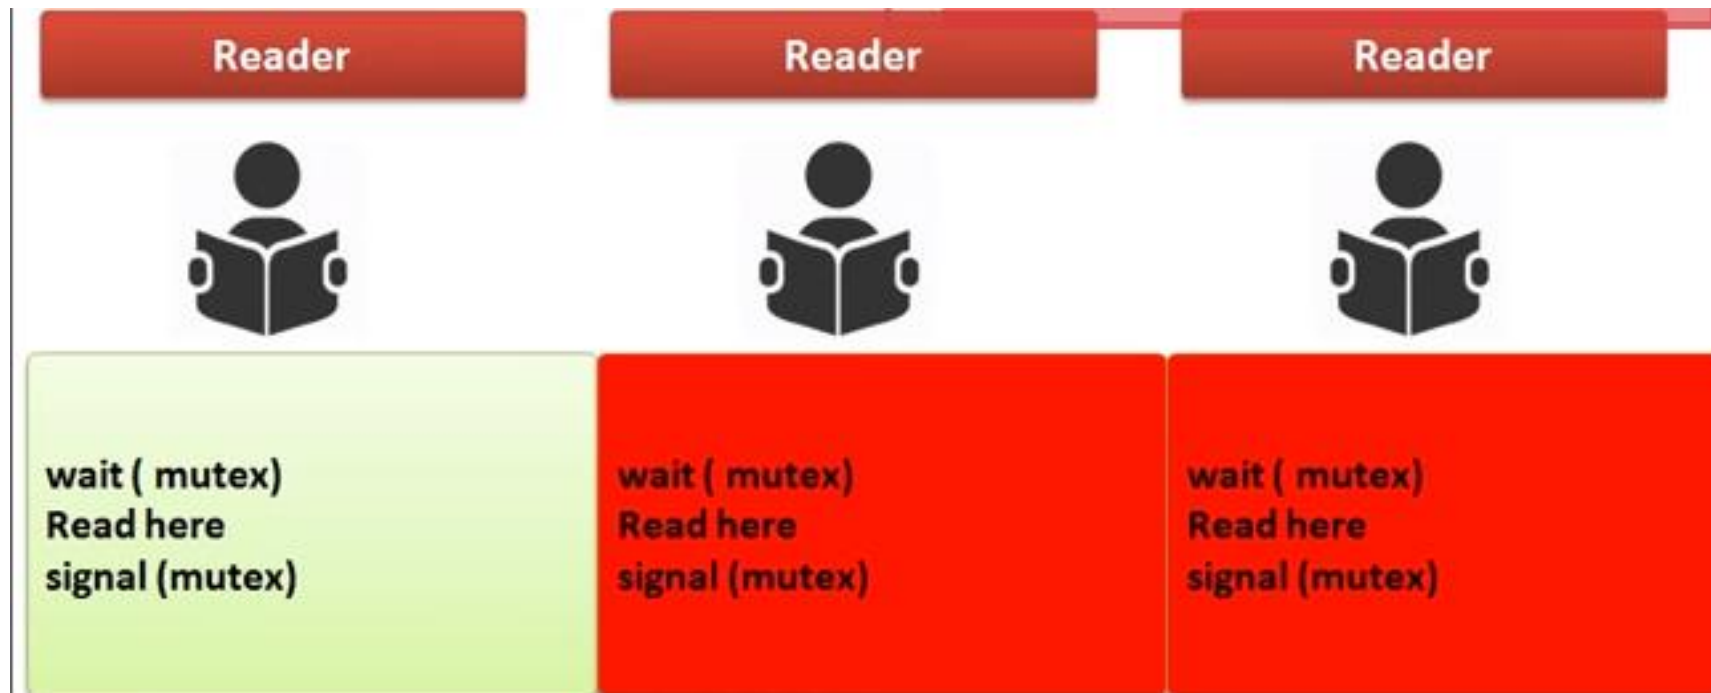 Reader
Reader
Reader
wait ( mutex)
Read here
signal (mutex)
wait ( mutex)
Read here
signal (mutex)
wait ( mutex)
Read here
signal (mutex)